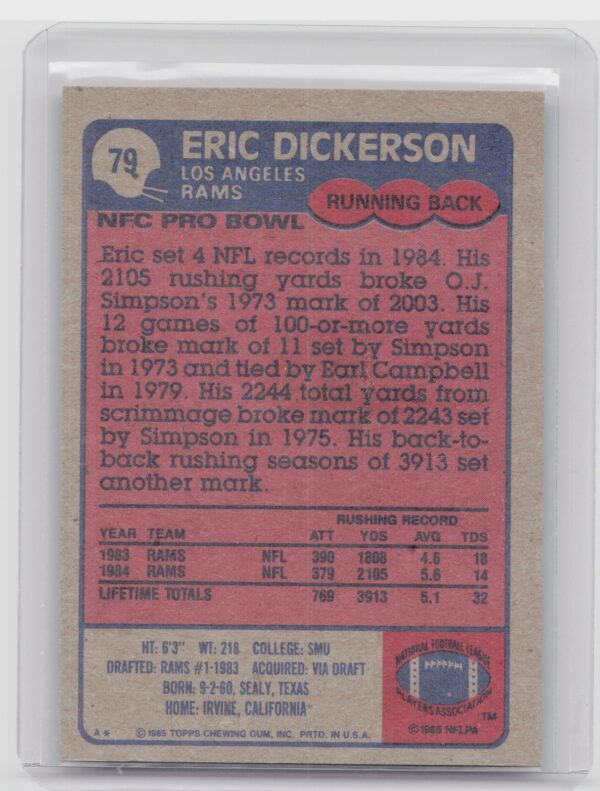 79
ERIC DICKERSON
LOS ANGELES
RAMS
RUNNING BACK
NFC PRO BOWL
Eric set 4 NFL records in 1984. His
2105 rushing yards broke O.J.
Simpson's 1973 mark of 2003. His
12 games of 100-or-more yards
broke mark of 11 set by Simpson
in 1973 and tied by Earl Campbell
in 1979. His 2244 total yards from
scrimmage broke mark of 2243 set
by Simpson in 1975. His back-to-
back rushing seasons of 3913 set
another mark.
RUSHING RECORD
YEAR TEAM ATT YDS AVG TDS
1983 RAMS NFL 390 1808 4.6 18
1984 RAMS NFL 379 2105 5.6 14
LIFETIME TOTALS 769 3913 5.1 32
HT: 6'3" WT: 218 COLLEGE: SMU
DRAFTED: RAMS #1-1983 ACQUIRED: VIA DRAFT
BORN: 9-2-60, SEALY, TEXAS
HOME: IRVINE, CALIFORNIA
A* ©1985 TOPPS CHEWING GUM, INC. PRTD. IN U.S.A.
NATIONAL FOOTBALL LEAGUE
PLAYERS ASSOCIATION
TM
©1985 NFLPA